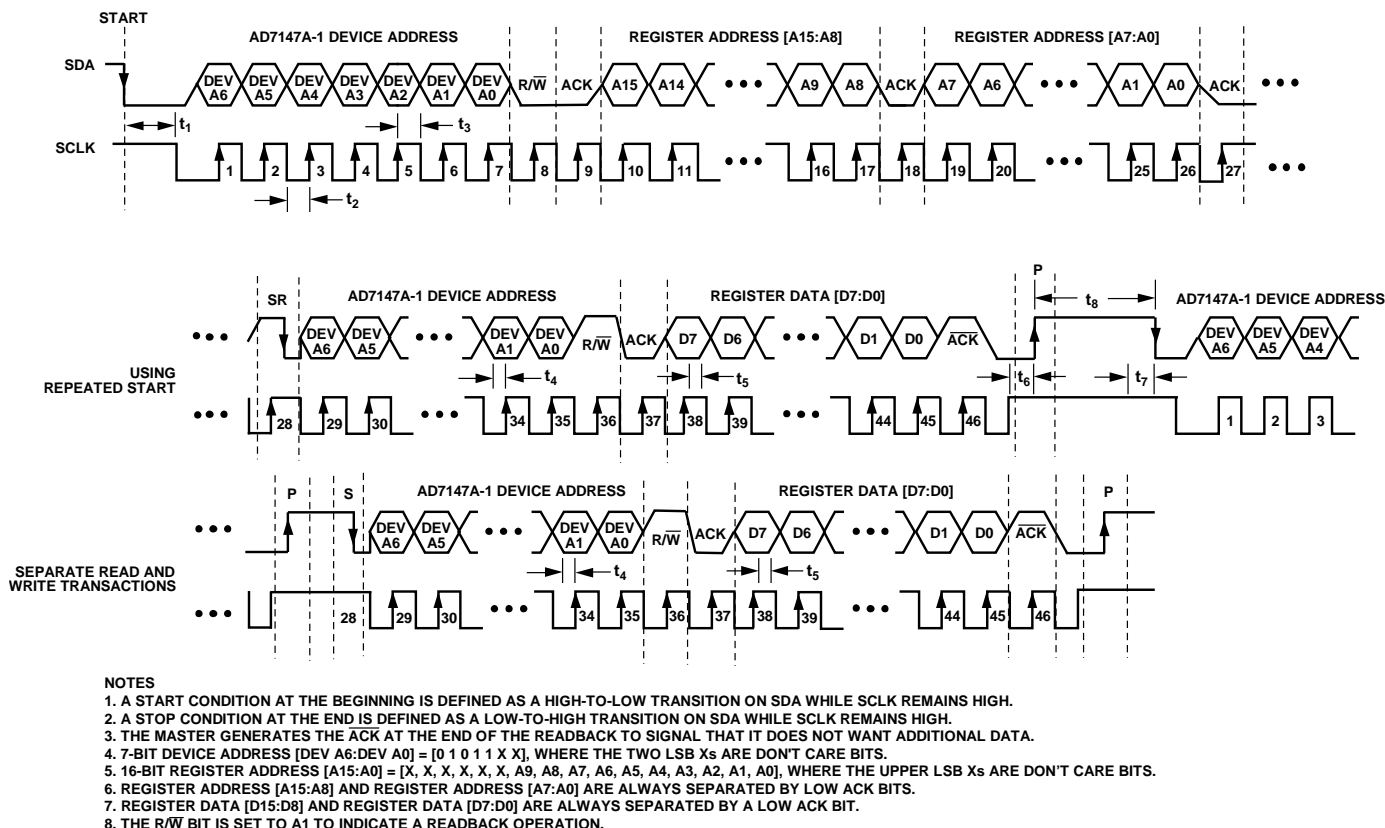 START
AD7147A-1 DEVICE ADDRESS REGISTER ADDRESS [A15:A8] REGISTER ADDRESS [A7:A0]
SDA DEV A6 DEV A5 DEV A4 DEV A3 DEV A2 DEV A1 DEV A0 R/W̅ ACK A15 A14 • • • A9 A8 ACK A7 A6 • • • A1 A0 ACK • • •
t1 t3
SCLK 1 2 3 4 5 6 7 8 9 10 11 • • • 16 17 18 19 20 • • • 25 26 27 • • •
t2
P
SR AD7147A-1 DEVICE ADDRESS REGISTER DATA [D7:D0] t8 AD7147A-1 DEVICE ADDRESS
• • • DEV A6 DEV A5 • • • DEV A1 DEV A0 R/W̅ ACK D7 D6 • • • D1 D0 A̅C̅K̅ DEV A6 DEV A5 DEV A4
USING
REPEATED START
t4 t5 t6 t7
• • • 28 29 30 • • • 34 35 36 37 38 39 • • • 44 45 46 1 2 3
P S AD7147A-1 DEVICE ADDRESS REGISTER DATA [D7:D0] P
• • • DEV A6 DEV A5 • • • DEV A1 DEV A0 R/W̅ ACK D7 D6 • • • D1 D0 A̅C̅K̅
SEPARATE READ AND
WRITE TRANSACTIONS
t4 t5
• • • 28 29 30 • • • 34 35 36 37 38 39 • • • 44 45 46
NOTES
1. A START CONDITION AT THE BEGINNING IS DEFINED AS A HIGH-TO-LOW TRANSITION ON SDA WHILE SCLK REMAINS HIGH.
2. A STOP CONDITION AT THE END IS DEFINED AS A LOW-TO-HIGH TRANSITION ON SDA WHILE SCLK REMAINS HIGH.
3. THE MASTER GENERATES THE A̅C̅K̅ AT THE END OF THE READBACK TO SIGNAL THAT IT DOES NOT WANT ADDITIONAL DATA.
4. 7-BIT DEVICE ADDRESS [DEV A6:DEV A0] = [0 1 0 1 1 X X], WHERE THE TWO LSB Xs ARE DON'T CARE BITS.
5. 16-BIT REGISTER ADDRESS [A15:A0] = [X, X, X, X, X, X, A9, A8, A7, A6, A5, A4, A3, A2, A1, A0], WHERE THE UPPER LSB Xs ARE DON'T CARE BITS.
6. REGISTER ADDRESS [A15:A8] AND REGISTER ADDRESS [A7:A0] ARE ALWAYS SEPARATED BY LOW ACK BITS.
7. REGISTER DATA [D15:D8] AND REGISTER DATA [D7:D0] ARE ALWAYS SEPARATED BY A LOW ACK BIT.
8. THE R/W̅ BIT IS SET TO A1 TO INDICATE A READBACK OPERATION.